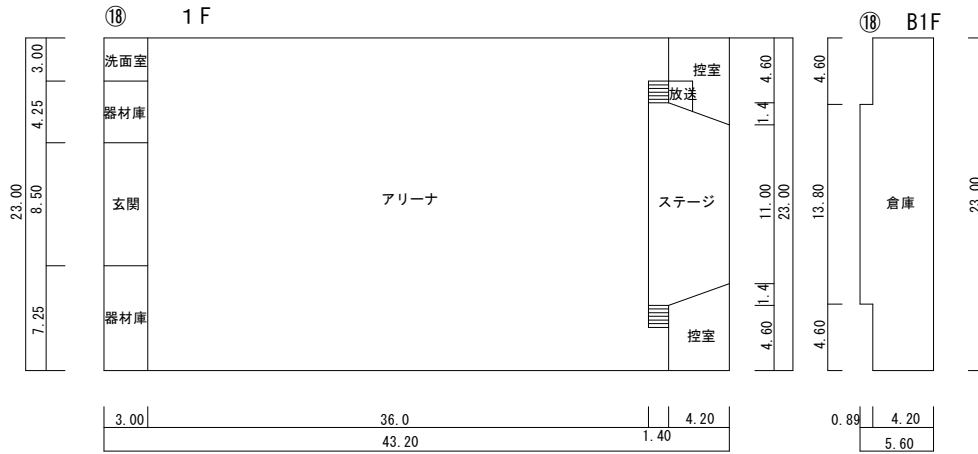 ⑱ 1F
⑱ B1F
洗面室
器材庫
玄関
器材庫
アリーナ
控室
放送
ステージ
控室
倉庫
23.00
3.00
4.25
8.50
7.25
4.60
1.4
11.00
1.4
4.60
23.00
4.60
13.80
4.60
23.00
3.00
36.0
1.40
4.20
43.20
0.89
4.20
5.60